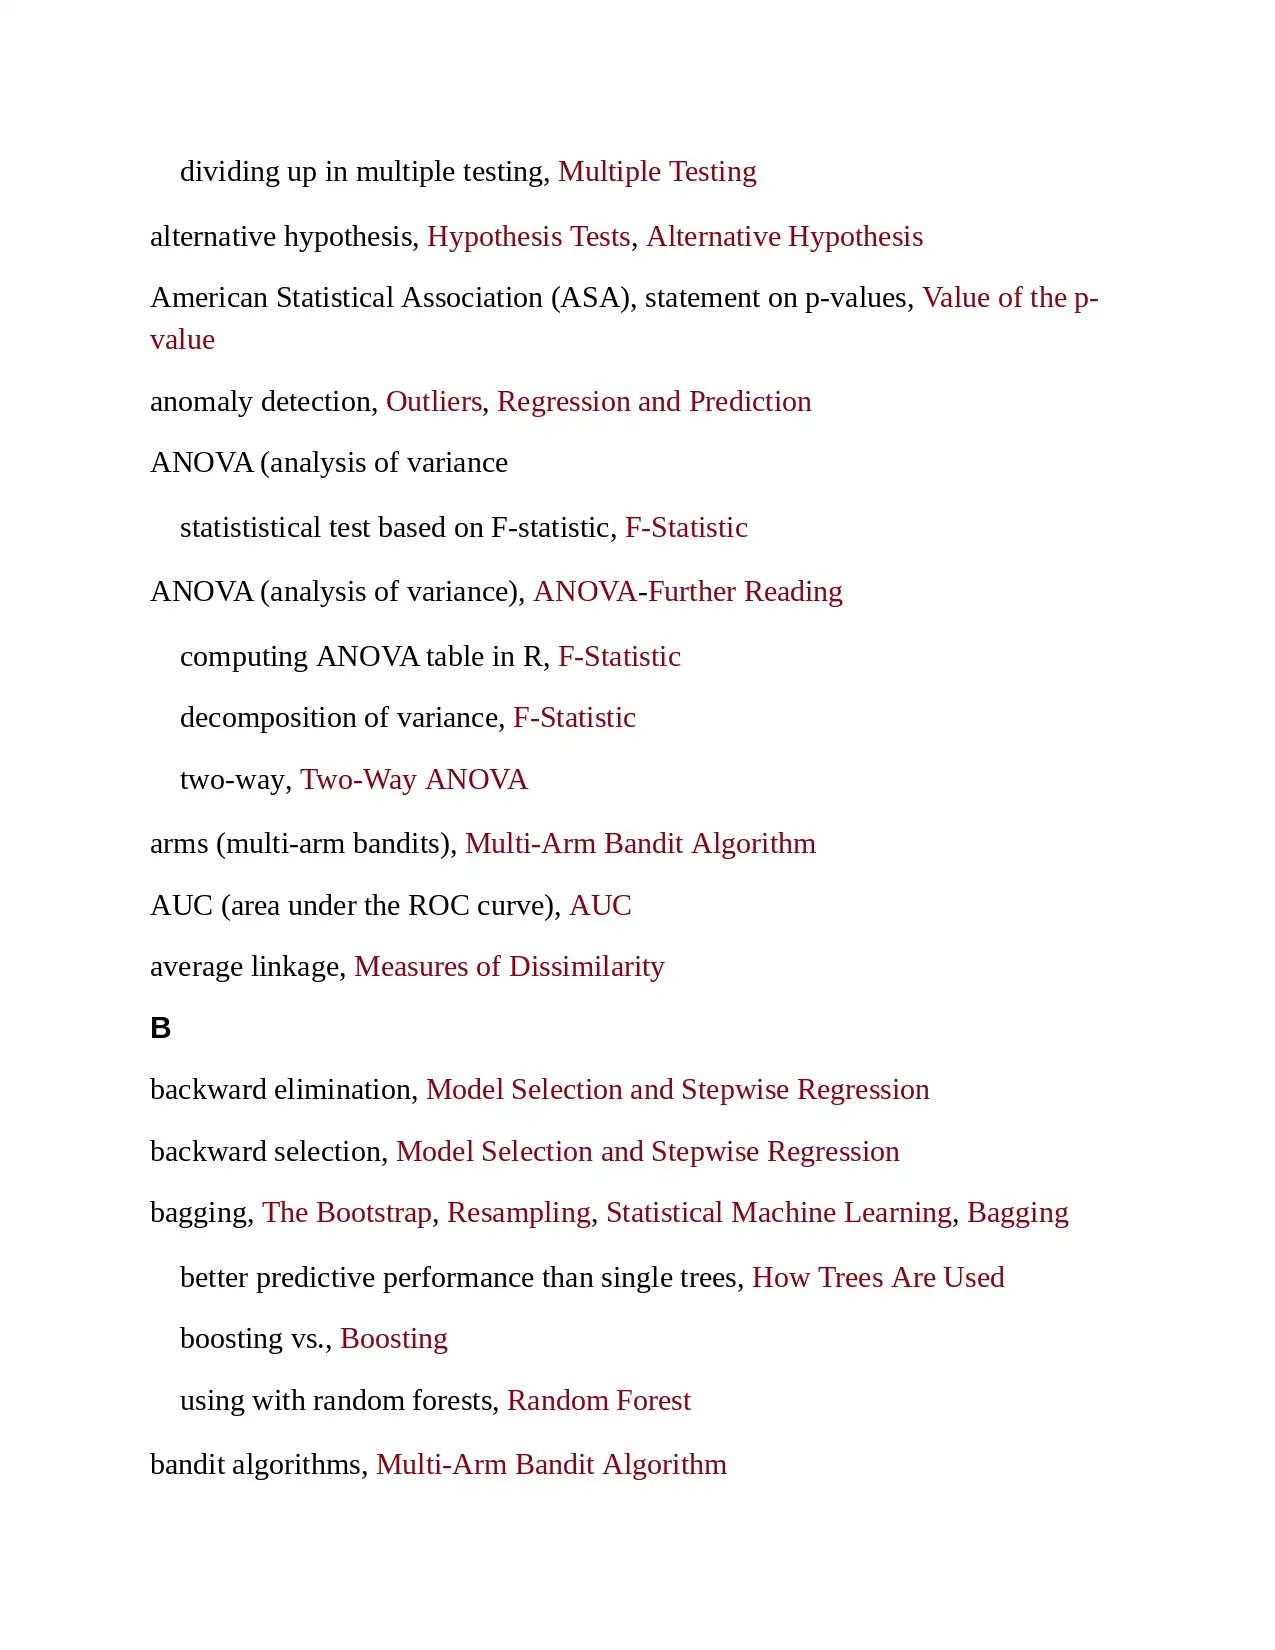 dividing up in multiple testing, Multiple Testing
alternative hypothesis, Hypothesis Tests, Alternative Hypothesis
American Statistical Association (ASA), statement on p-values, Value of the p-
value
anomaly detection, Outliers, Regression and Prediction
ANOVA (analysis of variance
statististical test based on F-statistic, F-Statistic
ANOVA (analysis of variance), ANOVA-Further Reading
computing ANOVA table in R, F-Statistic
decomposition of variance, F-Statistic
two-way, Two-Way ANOVA
arms (multi-arm bandits), Multi-Arm Bandit Algorithm
AUC (area under the ROC curve), AUC
average linkage, Measures of Dissimilarity
B
backward elimination, Model Selection and Stepwise Regression
backward selection, Model Selection and Stepwise Regression
bagging, The Bootstrap, Resampling, Statistical Machine Learning, Bagging
better predictive performance than single trees, How Trees Are Used
boosting vs., Boosting
using with random forests, Random Forest
bandit algorithms, Multi-Arm Bandit Algorithm